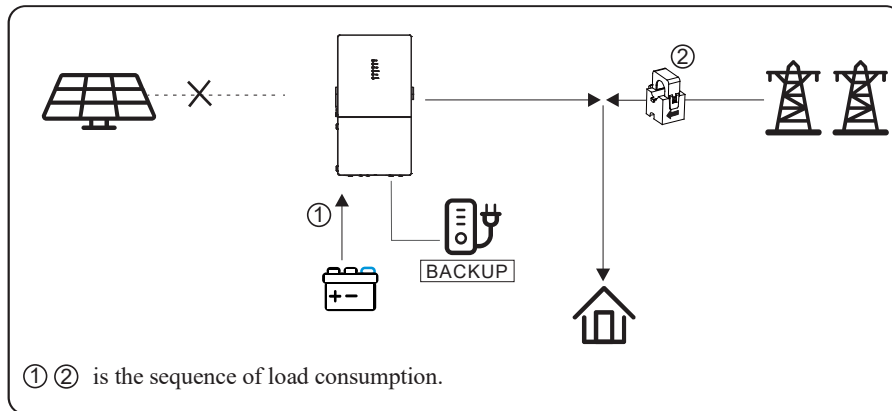 ②
①
BACKUP
+ −
① ② is the sequence of load consumption.